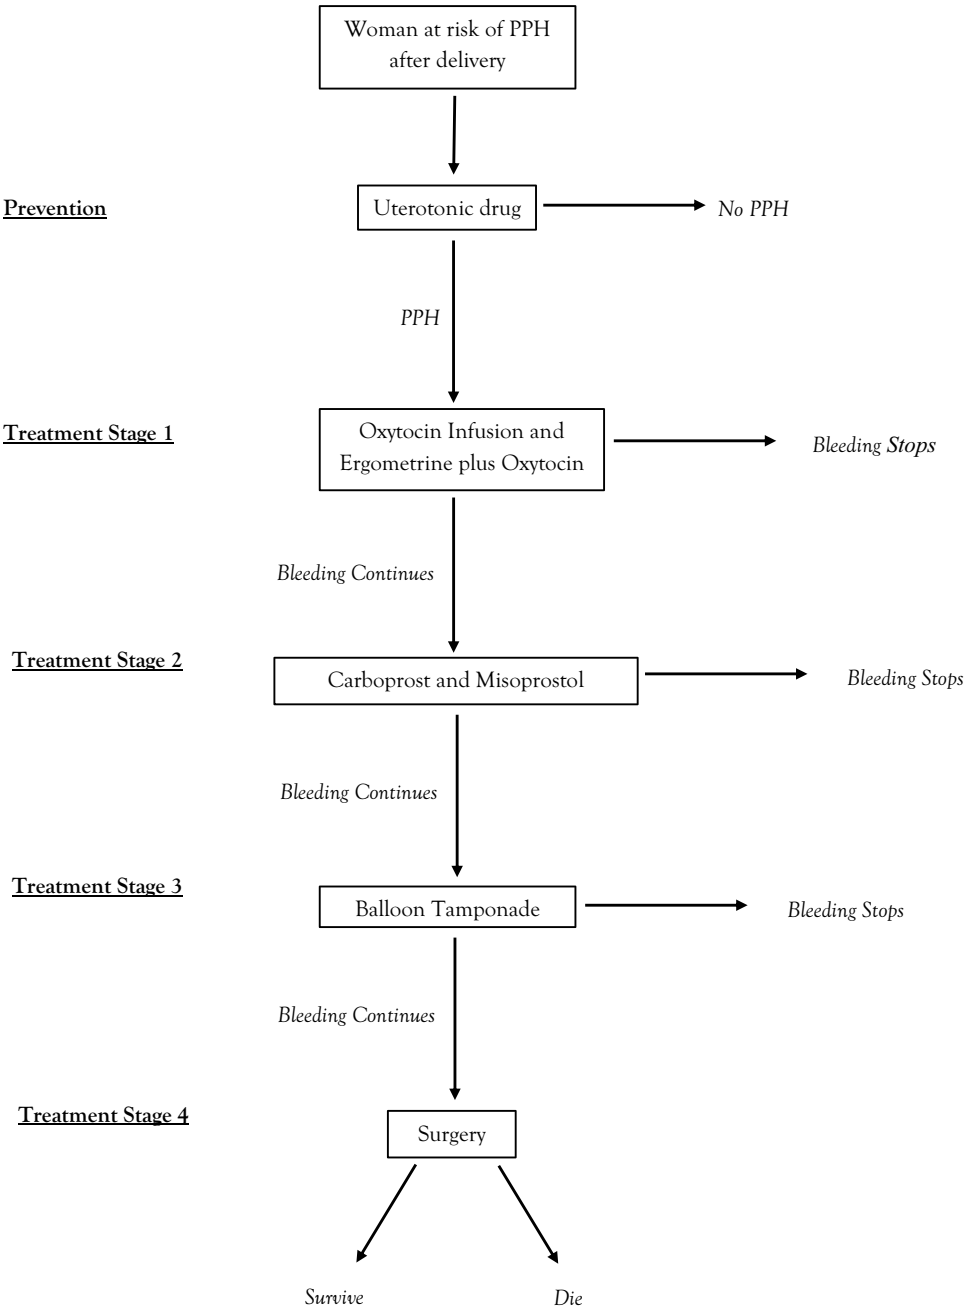 Woman at risk of PPH
after delivery
Prevention
Uterotonic drug
No PPH
PPH
Treatment Stage 1
Oxytocin Infusion and
Ergometrine plus Oxytocin
Bleeding Stops
Bleeding Continues
Treatment Stage 2
Carboprost and Misoprostol
Bleeding Stops
Bleeding Continues
Treatment Stage 3
Balloon Tamponade
Bleeding Stops
Bleeding Continues
Treatment Stage 4
Surgery
Survive
Die